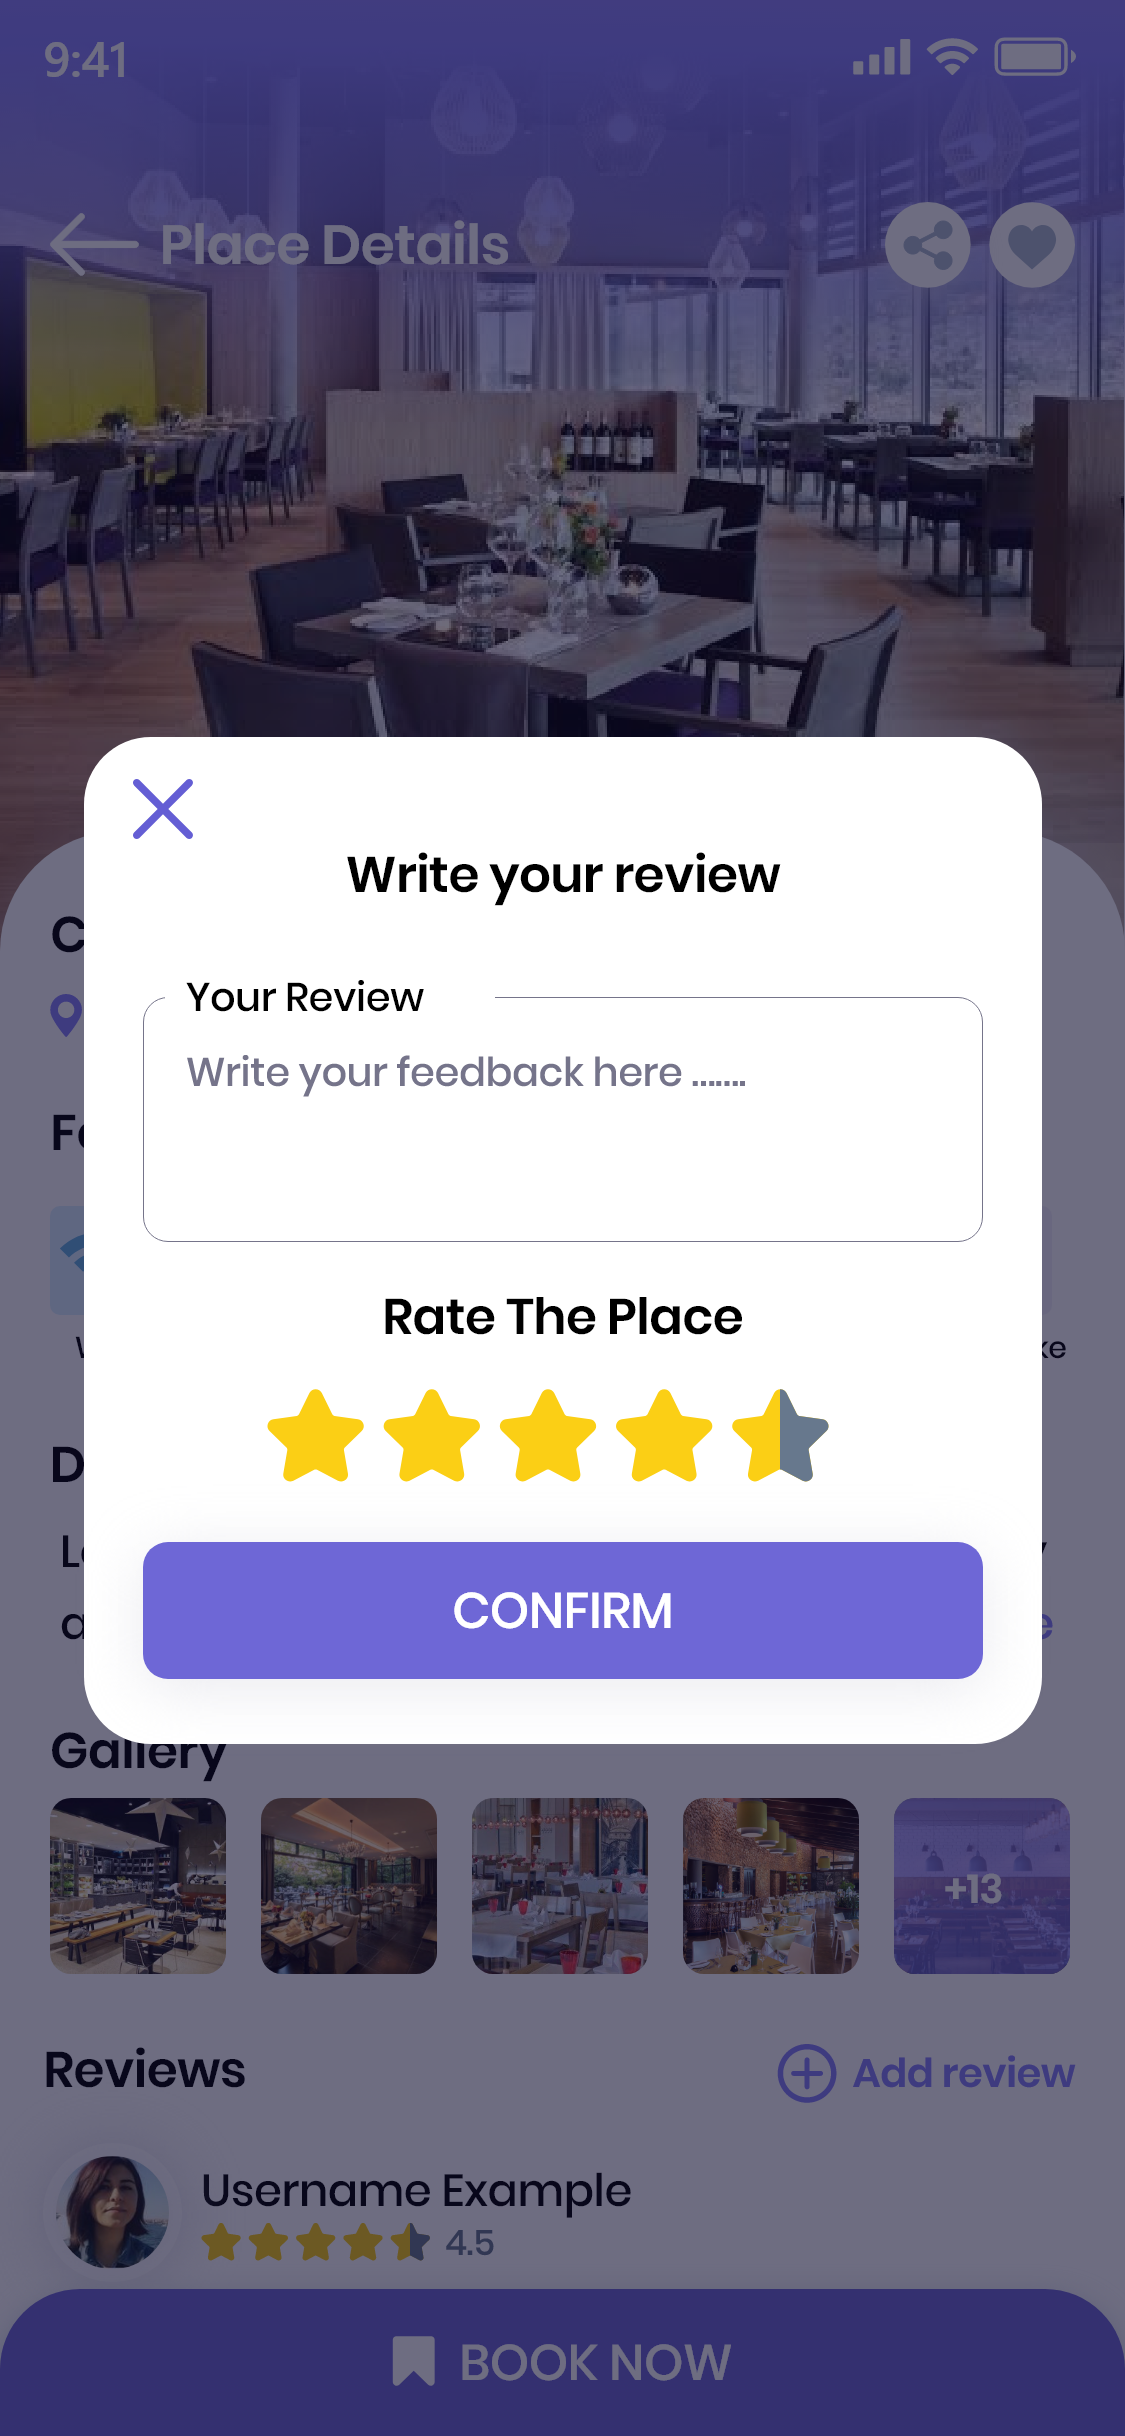 9:41
Place Details
Write your review
Your Review
Write your feedback here .......
Rate The Place
CONFIRM
Gallery
+13
Reviews
Add review
Username Example
4.5
BOOK NOW